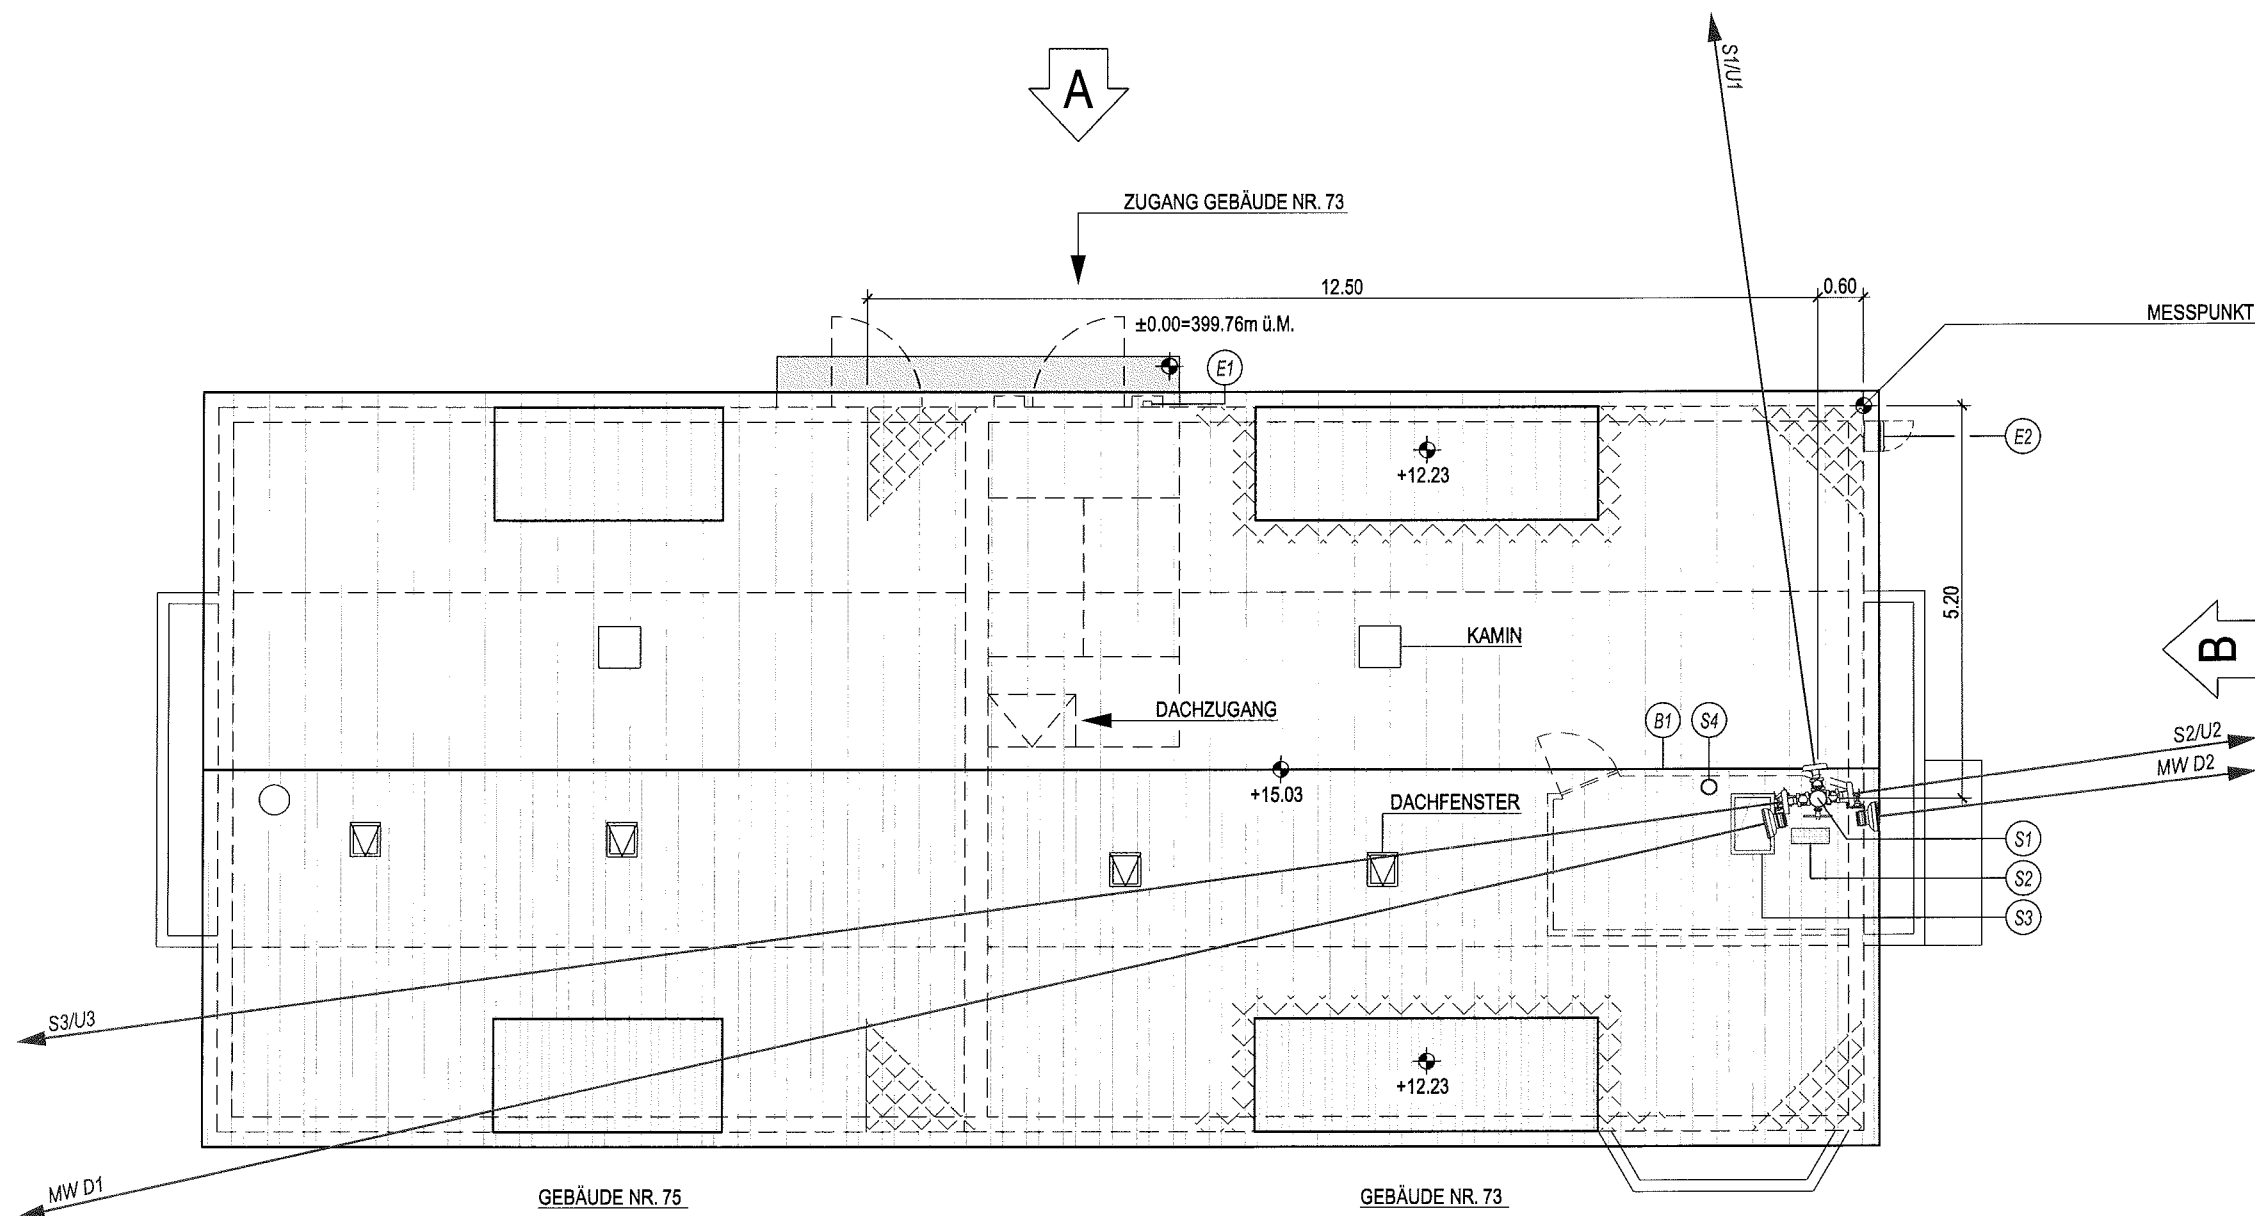 S1/U1
A
ZUGANG GEBÄUDE NR. 73
12.50
0.60
MESSPUNKT
±0.00=399.76m ü.M.
E1
E2
+12.23
5.20
KAMIN
B
DACHZUGANG
B1
S4
S2/U2
MW D2
+15.03
DACHFENSTER
S1
S2
S3
S3/U3
+12.23
MW D1
GEBÄUDE NR. 75
GEBÄUDE NR. 73